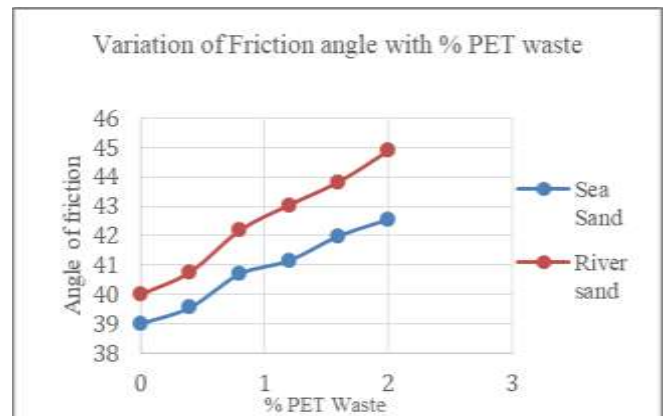 Variation of Friction angle with % PET waste
Angle of friction
46
45
44
43
42
41
40
39
38
0 1 2 3
% PET Waste
Sea
Sand
River
sand